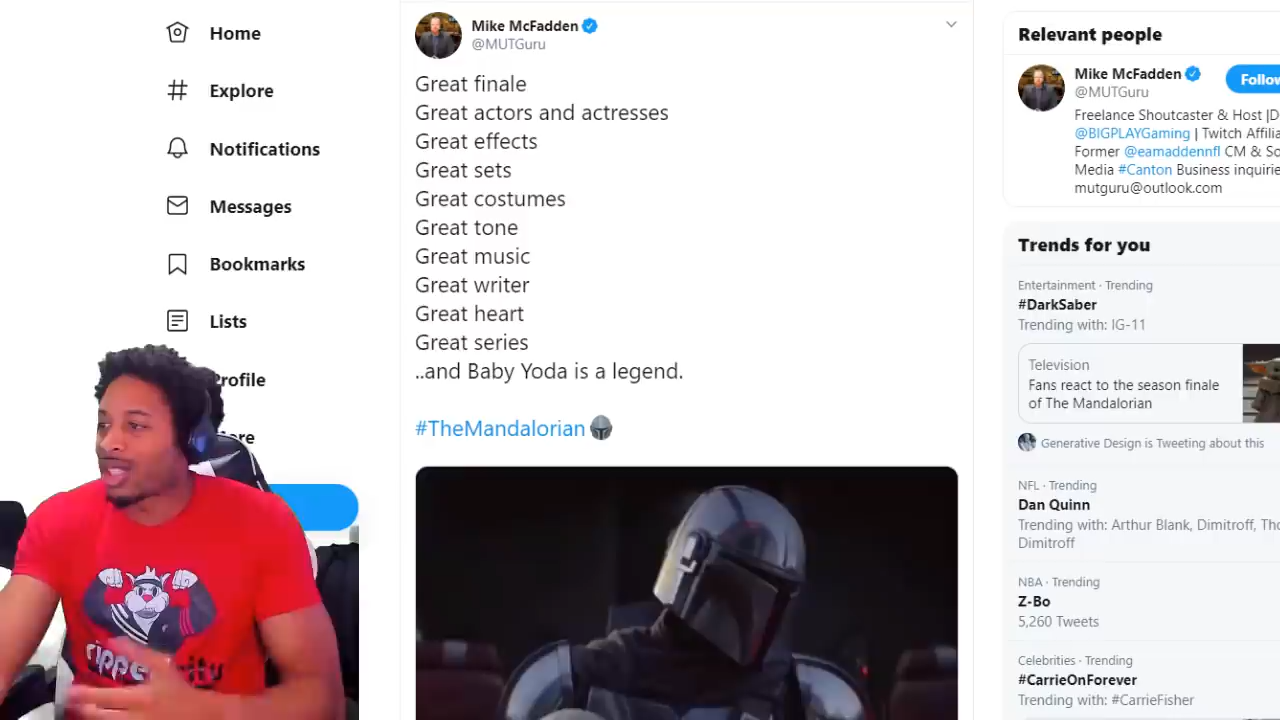 Home
Explore
Notifications
Messages
Bookmarks
Lists
Profile
Mike McFadden
@MUTGuru
Great finale
Great actors and actresses
Great effects
Great sets
Great costumes
Great tone
Great music
Great writer
Great heart
Great series
..and Baby Yoda is a legend.
#TheMandalorian
Relevant people
Mike McFadden
@MUTGuru
Freelance Shoutcaster & Host |D
@BIGPLAYGaming | Twitch Affilia
Former @eamaddennfl CM & So
Media #Canton Business inquirie
mutguru@outlook.com
Trends for you
Entertainment · Trending
#DarkSaber
Trending with: IG-11
Television
Fans react to the season finale
of The Mandalorian
Generative Design is Tweeting about this
NFL · Trending
Dan Quinn
Trending with: Arthur Blank, Dimitroff, Tho
Dimitroff
NBA · Trending
Z-Bo
5,260 Tweets
Celebrities · Trending
#CarrieOnForever
Trending with: #CarrieFisher